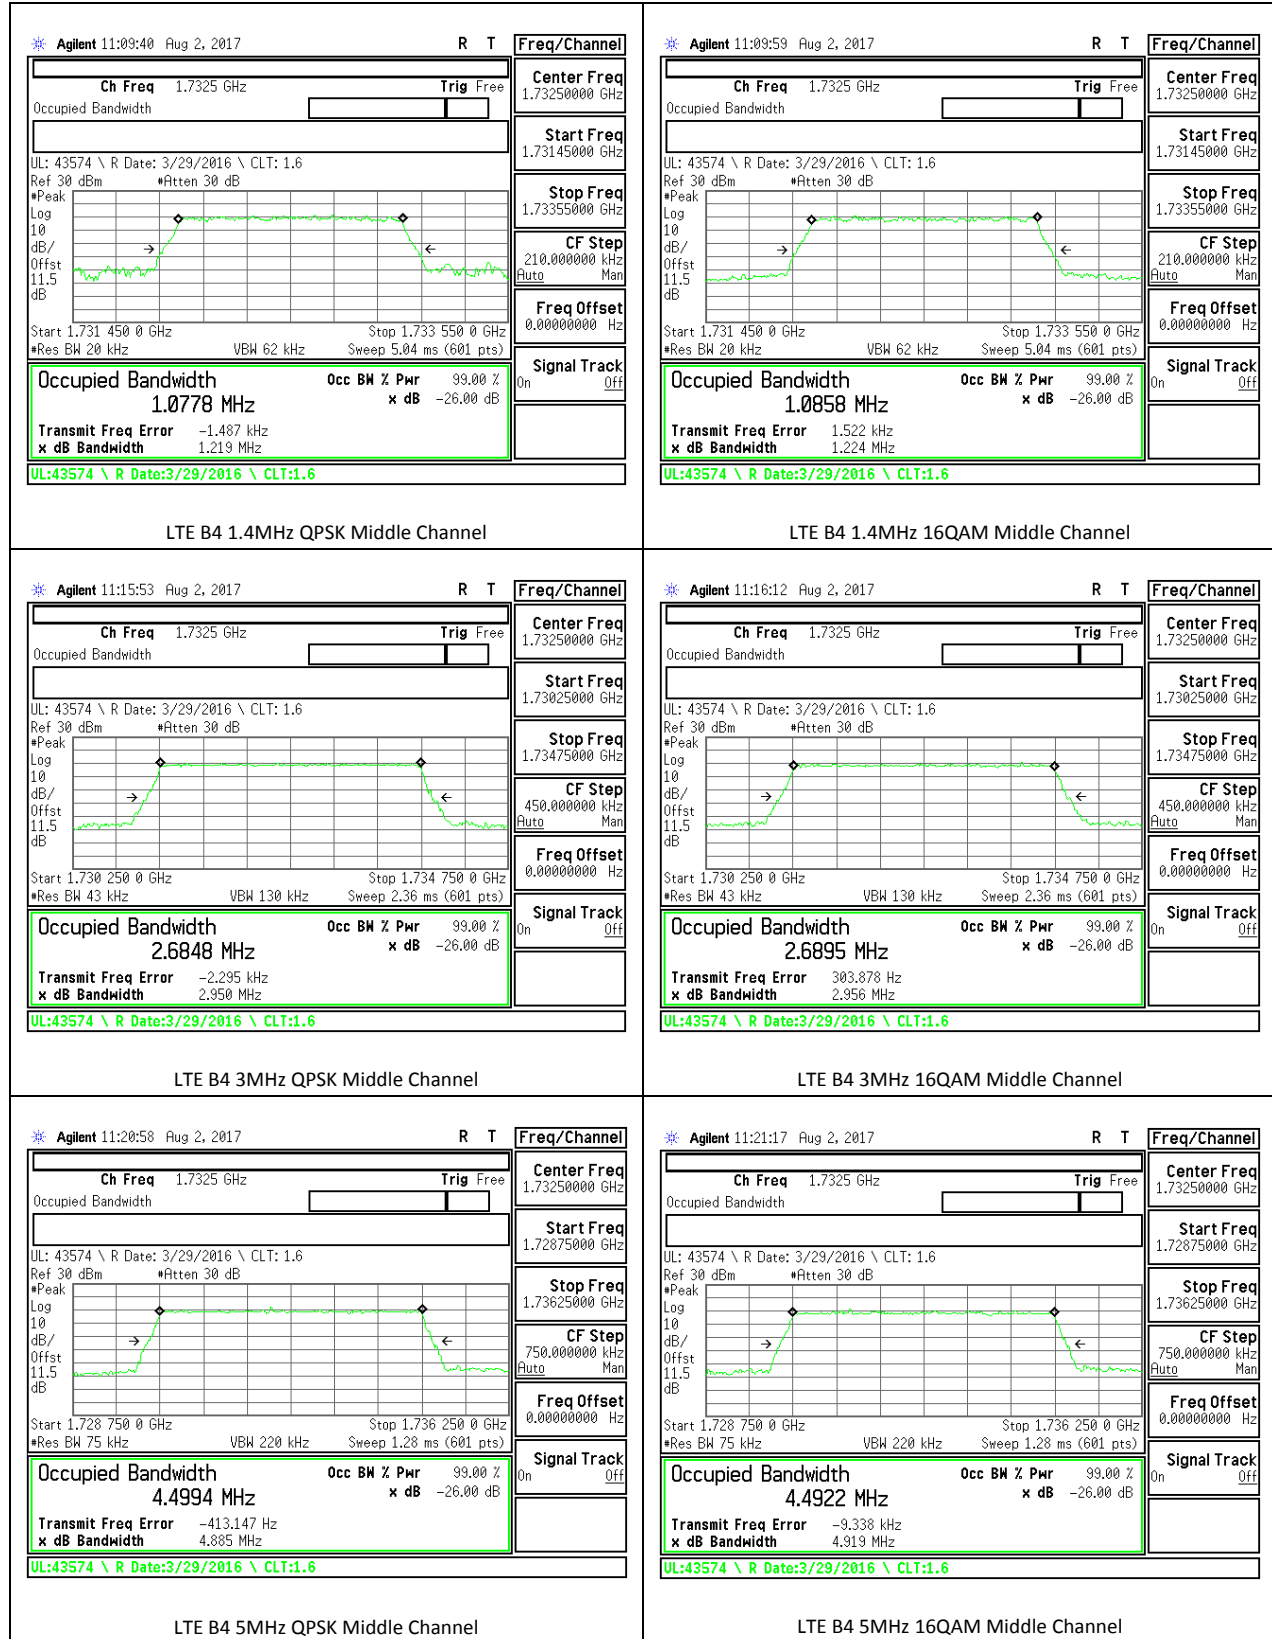 Agilent 11:09:40 Aug 2, 2017 R T Freq/Channel
Ch Freq 1.7325 GHz Trig Free
Occupied Bandwidth
Center Freq
1.73250000 GHz
Start Freq
1.73145000 GHz
Stop Freq
1.73355000 GHz
CF Step
210.000000 kHz
Auto Man
Freq Offset
0.00000000 Hz
Signal Track
On Off
UL: 43574 \ R Date: 3/29/2016 \ CLT: 1.6
Ref 30 dBm #Atten 30 dB
#Peak
Log
10
dB/
Offst
11.5
dB
Start 1.731 450 0 GHz Stop 1.733 550 0 GHz
#Res BW 20 kHz VBW 62 kHz Sweep 5.04 ms (601 pts)
Occupied Bandwidth Occ BW % Pwr 99.00 %
1.0778 MHz x dB -26.00 dB
Transmit Freq Error -1.487 kHz
x dB Bandwidth 1.219 MHz
UL:43574 \ R Date:3/29/2016 \ CLT:1.6
LTE B4 1.4MHz QPSK Middle Channel
Agilent 11:09:59 Aug 2, 2017 R T Freq/Channel
Ch Freq 1.7325 GHz Trig Free
Occupied Bandwidth
Center Freq
1.73250000 GHz
Start Freq
1.73145000 GHz
Stop Freq
1.73355000 GHz
CF Step
210.000000 kHz
Auto Man
Freq Offset
0.00000000 Hz
Signal Track
On Off
UL: 43574 \ R Date: 3/29/2016 \ CLT: 1.6
Ref 30 dBm #Atten 30 dB
#Peak
Log
10
dB/
Offst
11.5
dB
Start 1.731 450 0 GHz Stop 1.733 550 0 GHz
#Res BW 20 kHz VBW 62 kHz Sweep 5.04 ms (601 pts)
Occupied Bandwidth Occ BW % Pwr 99.00 %
1.0858 MHz x dB -26.00 dB
Transmit Freq Error 1.522 kHz
x dB Bandwidth 1.224 MHz
UL:43574 \ R Date:3/29/2016 \ CLT:1.6
LTE B4 1.4MHz 16QAM Middle Channel
Agilent 11:15:53 Aug 2, 2017 R T Freq/Channel
Ch Freq 1.7325 GHz Trig Free
Occupied Bandwidth
Center Freq
1.73250000 GHz
Start Freq
1.73025000 GHz
Stop Freq
1.73475000 GHz
CF Step
450.000000 kHz
Auto Man
Freq Offset
0.00000000 Hz
Signal Track
On Off
UL: 43574 \ R Date: 3/29/2016 \ CLT: 1.6
Ref 30 dBm #Atten 30 dB
#Peak
Log
10
dB/
Offst
11.5
dB
Start 1.730 250 0 GHz Stop 1.734 750 0 GHz
#Res BW 43 kHz VBW 130 kHz Sweep 2.36 ms (601 pts)
Occupied Bandwidth Occ BW % Pwr 99.00 %
2.6848 MHz x dB -26.00 dB
Transmit Freq Error -2.295 kHz
x dB Bandwidth 2.950 MHz
UL:43574 \ R Date:3/29/2016 \ CLT:1.6
LTE B4 3MHz QPSK Middle Channel
Agilent 11:16:12 Aug 2, 2017 R T Freq/Channel
Ch Freq 1.7325 GHz Trig Free
Occupied Bandwidth
Center Freq
1.73250000 GHz
Start Freq
1.73025000 GHz
Stop Freq
1.73475000 GHz
CF Step
450.000000 kHz
Auto Man
Freq Offset
0.00000000 Hz
Signal Track
On Off
UL: 43574 \ R Date: 3/29/2016 \ CLT: 1.6
Ref 30 dBm #Atten 30 dB
#Peak
Log
10
dB/
Offst
11.5
dB
Start 1.730 250 0 GHz Stop 1.734 750 0 GHz
#Res BW 43 kHz VBW 130 kHz Sweep 2.36 ms (601 pts)
Occupied Bandwidth Occ BW % Pwr 99.00 %
2.6895 MHz x dB -26.00 dB
Transmit Freq Error 303.878 Hz
x dB Bandwidth 2.956 MHz
UL:43574 \ R Date:3/29/2016 \ CLT:1.6
LTE B4 3MHz 16QAM Middle Channel
Agilent 11:20:58 Aug 2, 2017 R T Freq/Channel
Ch Freq 1.7325 GHz Trig Free
Occupied Bandwidth
Center Freq
1.73250000 GHz
Start Freq
1.72875000 GHz
Stop Freq
1.73625000 GHz
CF Step
750.000000 kHz
Auto Man
Freq Offset
0.00000000 Hz
Signal Track
On Off
UL: 43574 \ R Date: 3/29/2016 \ CLT: 1.6
Ref 30 dBm #Atten 30 dB
#Peak
Log
10
dB/
Offst
11.5
dB
Start 1.728 750 0 GHz Stop 1.736 250 0 GHz
#Res BW 75 kHz VBW 220 kHz Sweep 1.28 ms (601 pts)
Occupied Bandwidth Occ BW % Pwr 99.00 %
4.4994 MHz x dB -26.00 dB
Transmit Freq Error -413.147 Hz
x dB Bandwidth 4.885 MHz
UL:43574 \ R Date:3/29/2016 \ CLT:1.6
LTE B4 5MHz QPSK Middle Channel
Agilent 11:21:17 Aug 2, 2017 R T Freq/Channel
Ch Freq 1.7325 GHz Trig Free
Occupied Bandwidth
Center Freq
1.73250000 GHz
Start Freq
1.72875000 GHz
Stop Freq
1.73625000 GHz
CF Step
750.000000 kHz
Auto Man
Freq Offset
0.00000000 Hz
Signal Track
On Off
UL: 43574 \ R Date: 3/29/2016 \ CLT: 1.6
Ref 30 dBm #Atten 30 dB
#Peak
Log
10
dB/
Offst
11.5
dB
Start 1.728 750 0 GHz Stop 1.736 250 0 GHz
#Res BW 75 kHz VBW 220 kHz Sweep 1.28 ms (601 pts)
Occupied Bandwidth Occ BW % Pwr 99.00 %
4.4922 MHz x dB -26.00 dB
Transmit Freq Error -9.338 kHz
x dB Bandwidth 4.919 MHz
UL:43574 \ R Date:3/29/2016 \ CLT:1.6
LTE B4 5MHz 16QAM Middle Channel